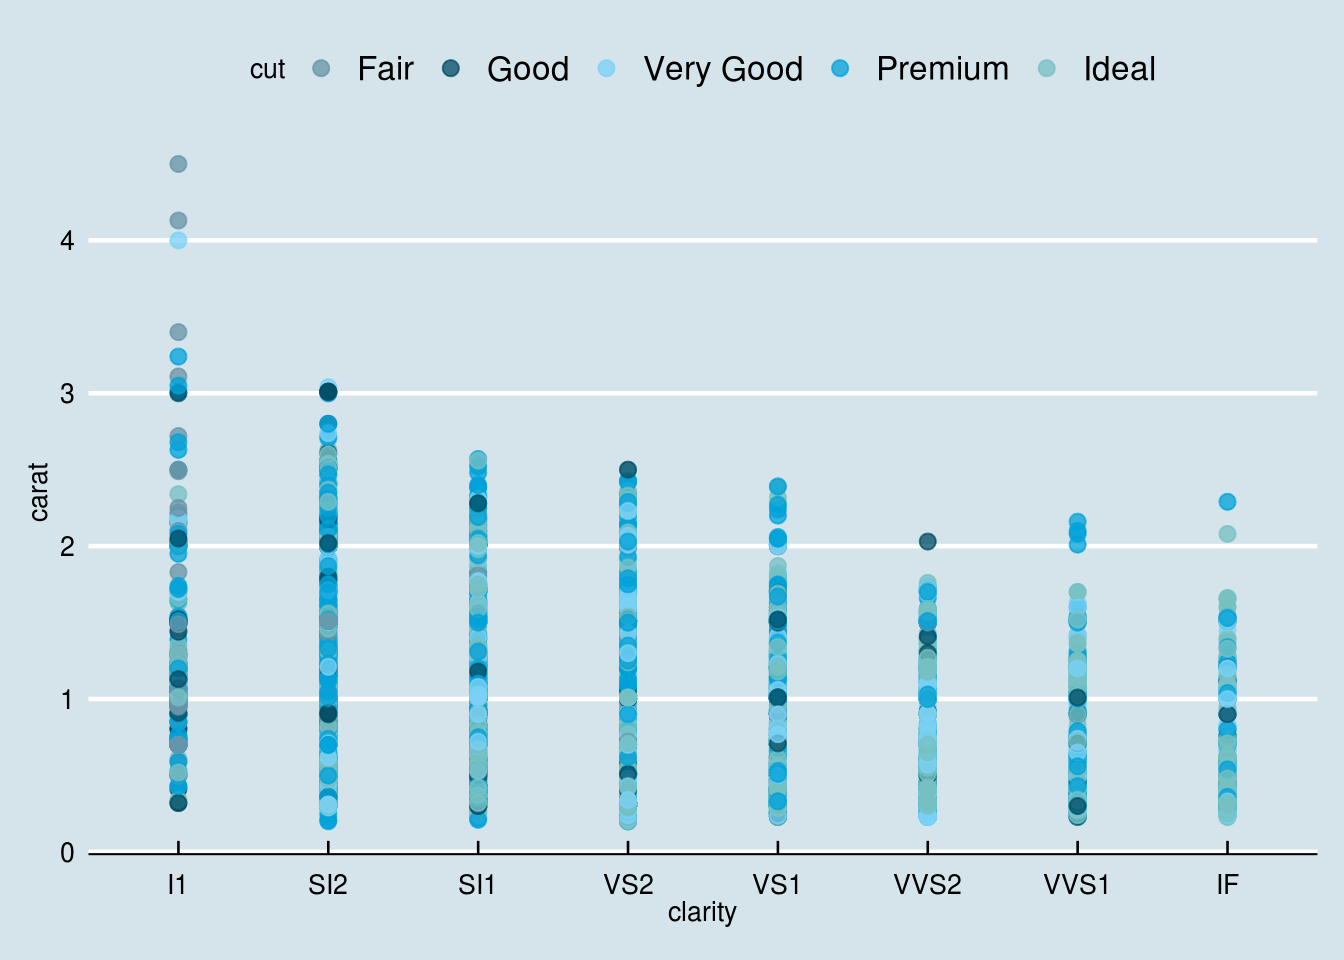 cut Fair Good Very Good Premium Ideal
4
3
2
1
0
carat
I1 SI2 SI1 VS2 VS1 VVS2 VVS1 IF
clarity